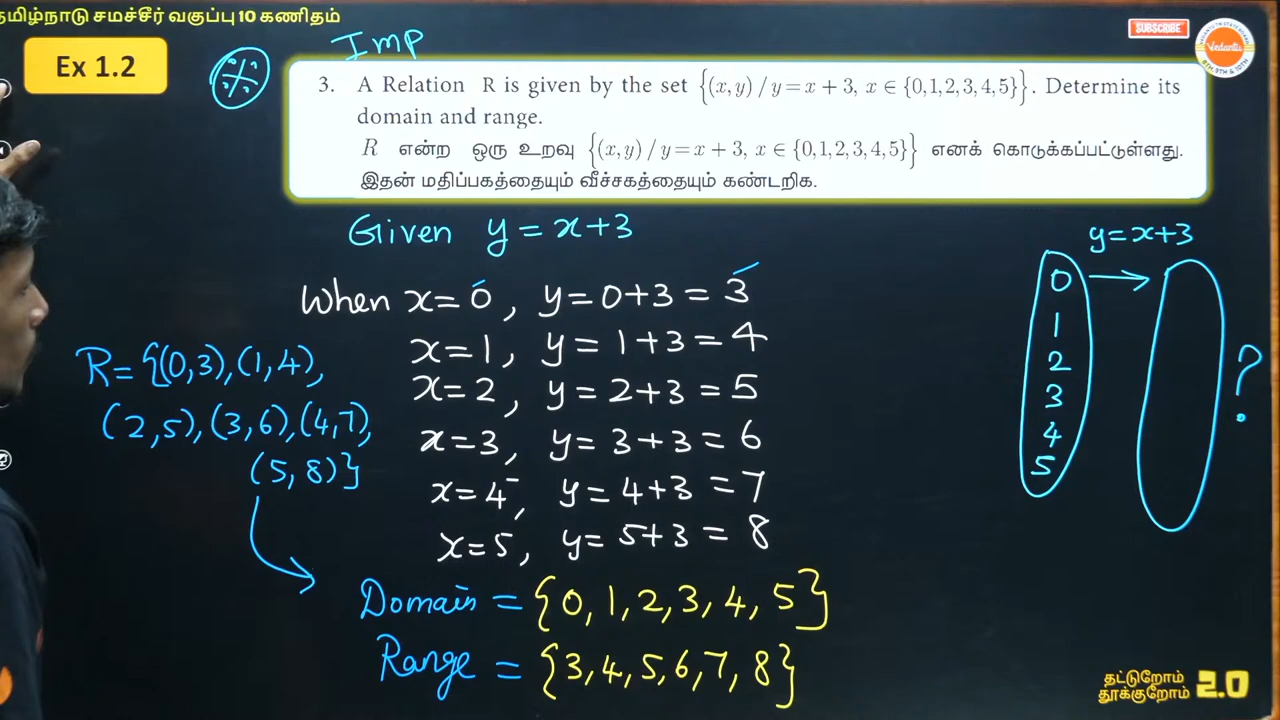 தமிழ்நாடு சமச்சீர் வகுப்பு 10 கணிதம்
Ex 1.2
Imp
SUBSCRIBE
Vedantu
8TH, 9TH & 10TH
3. A Relation R is given by the set {(x,y) / y = x + 3, x ∈ {0,1,2,3,4,5}}. Determine its
domain and range.
R என்ற ஒரு உறவு {(x,y) / y = x + 3, x ∈ {0,1,2,3,4,5}} எனக் கொடுக்கப்பட்டுள்ளது.
இதன் மதிப்பகத்தையும் வீச்சகத்தையும் கண்டறிக.
Given y = x+3
When x = 0, y = 0+3 = 3
x = 1, y = 1+3 = 4
x = 2, y = 2+3 = 5
x = 3, y = 3+3 = 6
x = 4, y = 4+3 = 7
x = 5, y = 5+3 = 8
R = {(0,3), (1,4),
(2,5), (3,6), (4,7),
(5,8)}
Domain = {0, 1, 2, 3, 4, 5}
Range = {3, 4, 5, 6, 7, 8}
y = x+3
0
1
2
3
4
5
?
தட்டுறோம்
தூக்குறோம் 2.0